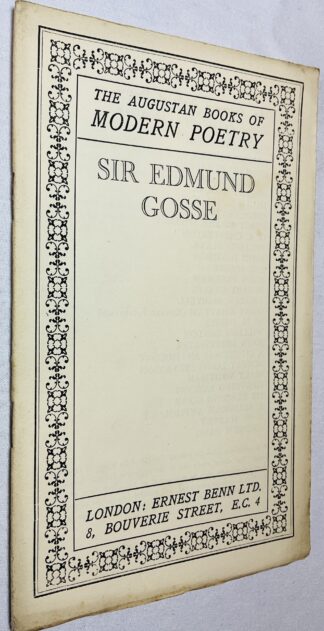 THE AUGUSTAN BOOKS OF
MODERN POETRY
SIR EDMUND
GOSSE
LONDON: ERNEST BENN LTD.
8, BOUVERIE STREET, E.C. 4